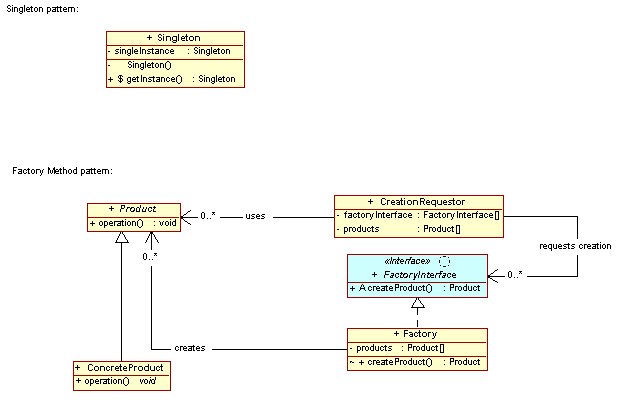 Singleton pattern:
+ Singleton
- singleInstance : Singleton
- Singleton()
+ $ getInstance() : Singleton
Factory Method pattern:
+ Product
+ operation() : void
0..*
uses
+ CreationRequestor
- factoryInterface : FactoryInterface[]
- products : Product[]
requests creation
0..*
0..*
«Interface»
+ FactoryInterface
+ A createProduct() : Product
creates
+ Factory
- products : Product[]
~ + createProduct() : Product
+ ConcreteProduct
+ operation() void